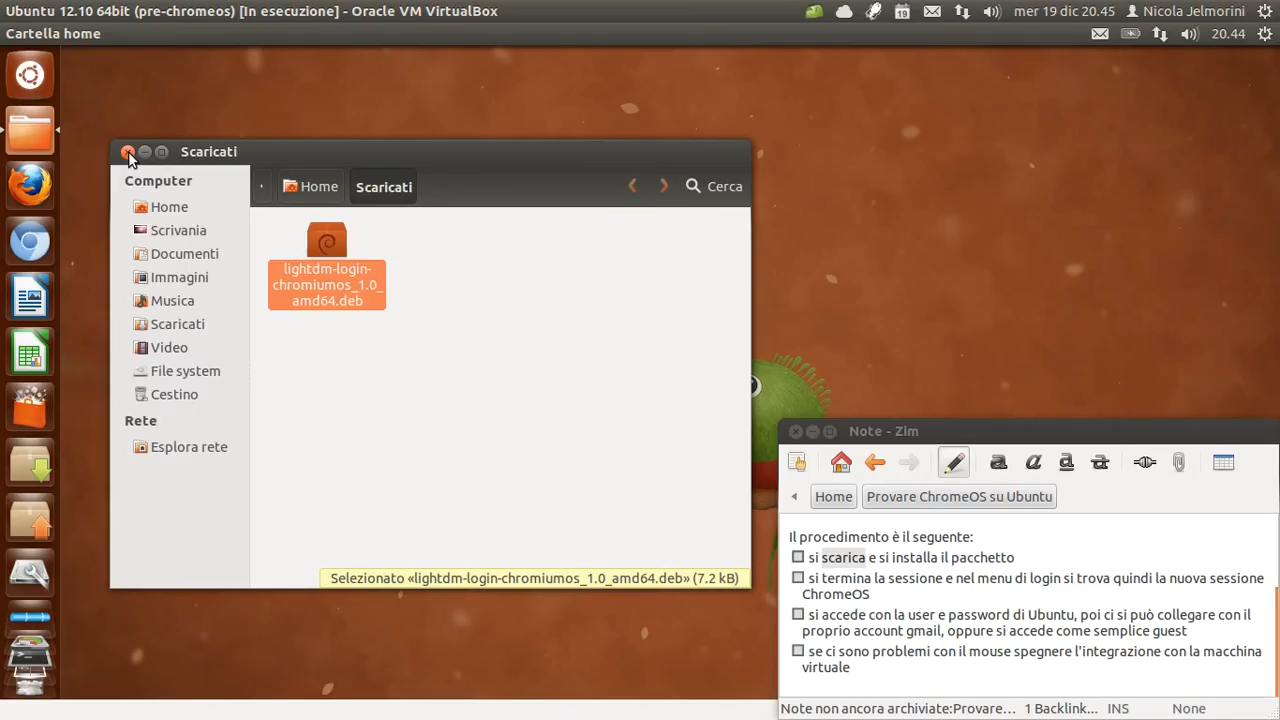 Ubuntu 12.10 64bit (pre-chromeos) [In esecuzione] - Oracle VM VirtualBox
19
mer 19 dic 20.45
Nicola Jelmorini
Cartella home
20.44
Scaricati
Computer
Home
Scrivania
Documenti
Immagini
Musica
Scaricati
Video
File system
Cestino
Rete
Esplora rete
Home
Scaricati
Cerca
lightdm-login-
chromiumos_1.0_
amd64.deb
Selezionato «lightdm-login-chromiumos_1.0_amd64.deb» (7.2 kB)
Note - Zim
a a a a
Home
Provare ChromeOS su Ubuntu
Il procedimento è il seguente:
si scarica e si installa il pacchetto
si termina la sessione e nel menu di login si trova quindi la nuova sessione
ChromeOS
si accede con la user e password di Ubuntu, poi ci si può collegare con il
proprio account gmail, oppure si accede come semplice guest
se ci sono problemi con il mouse spegnere l'integrazione con la macchina
virtuale
Note non ancora archiviate:Provare... 1 Backlink... INS None